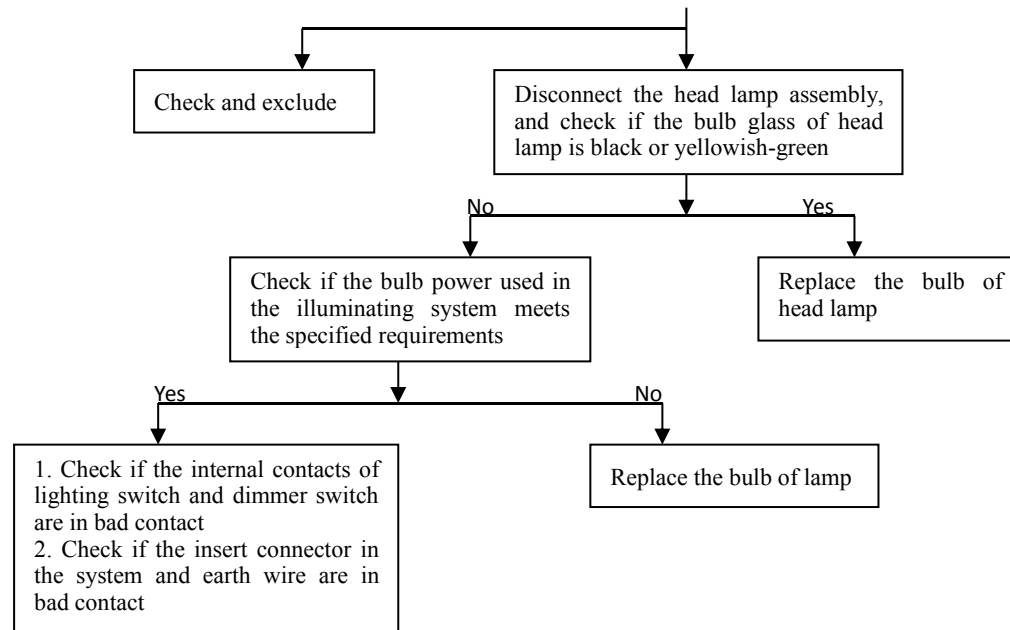 Check and exclude
Disconnect the head lamp assembly,
and check if the bulb glass of head
lamp is black or yellowish-green
No
Yes
Check if the bulb power used in
the illuminating system meets
the specified requirements
Replace the bulb of
head lamp
Yes
No
1. Check if the internal contacts of
lighting switch and dimmer switch
are in bad contact
2. Check if the insert connector in
the system and earth wire are in
bad contact
Replace the bulb of lamp